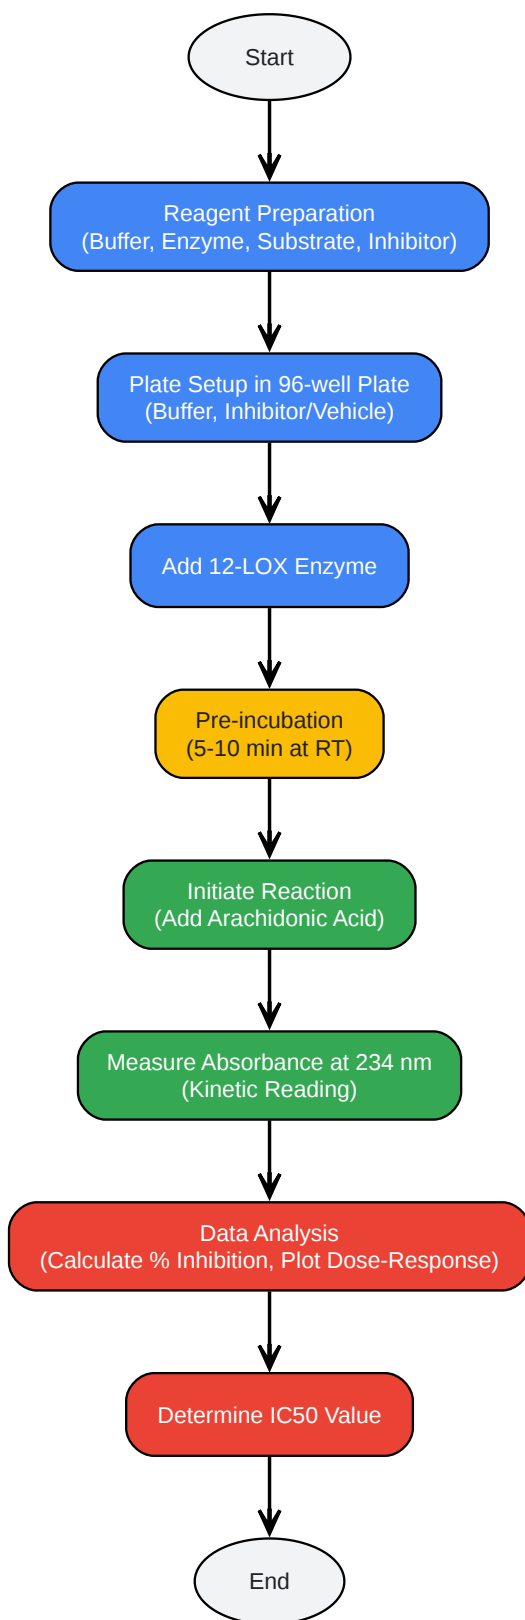 Start
Reagent Preparation
(Buffer, Enzyme, Substrate, Inhibitor)
Plate Setup in 96-well Plate
(Buffer, Inhibitor/Vehicle)
Add 12-LOX Enzyme
Pre-incubation
(5-10 min at RT)
Initiate Reaction
(Add Arachidonic Acid)
Measure Absorbance at 234 nm
(Kinetic Reading)
Data Analysis
(Calculate % Inhibition, Plot Dose-Response)
Determine IC50 Value
End